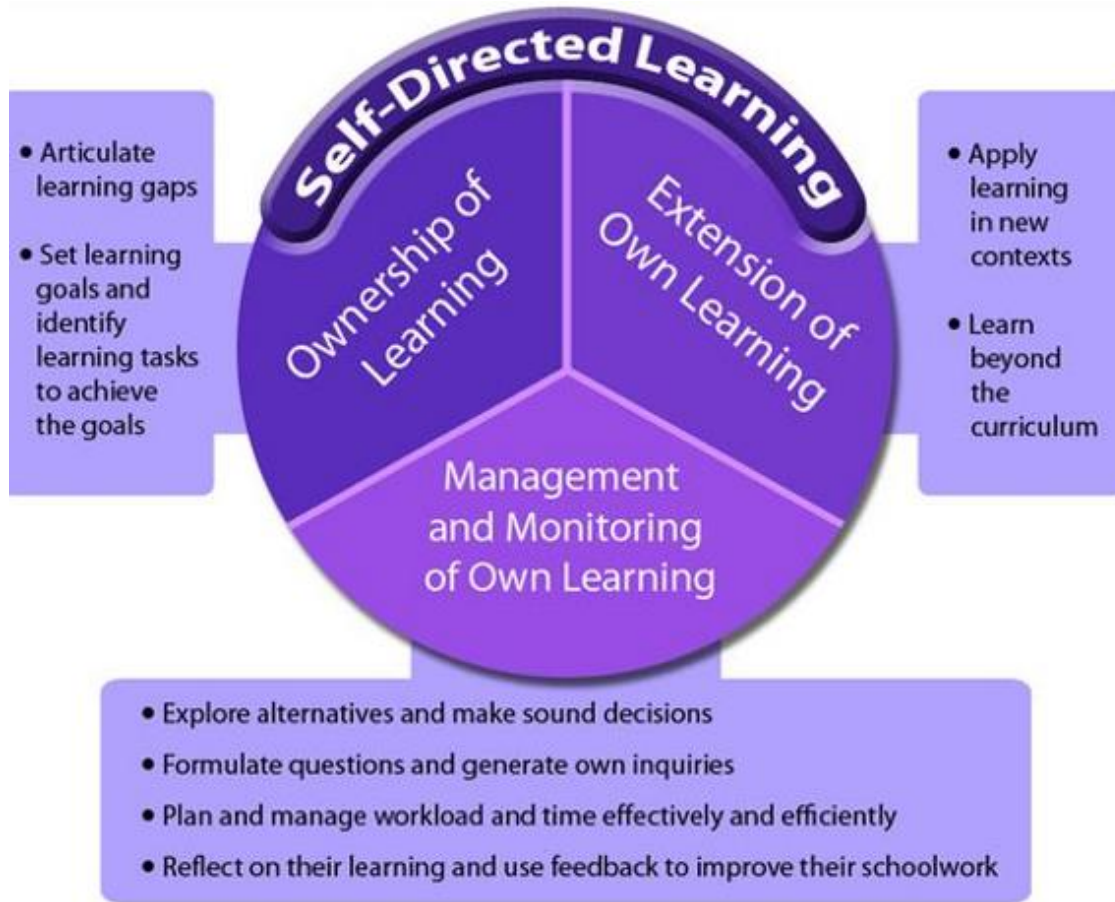 Self-Directed Learning
• Articulate
learning gaps
• Set learning
goals and
identify
learning tasks
to achieve
the goals
Ownership of
Learning
Extension of
Own Learning
• Apply
learning
in new
contexts
• Learn
beyond
the
curriculum
Management
and Monitoring
of Own Learning
• Explore alternatives and make sound decisions
• Formulate questions and generate own inquiries
• Plan and manage workload and time effectively and efficiently
• Reflect on their learning and use feedback to improve their schoolwork